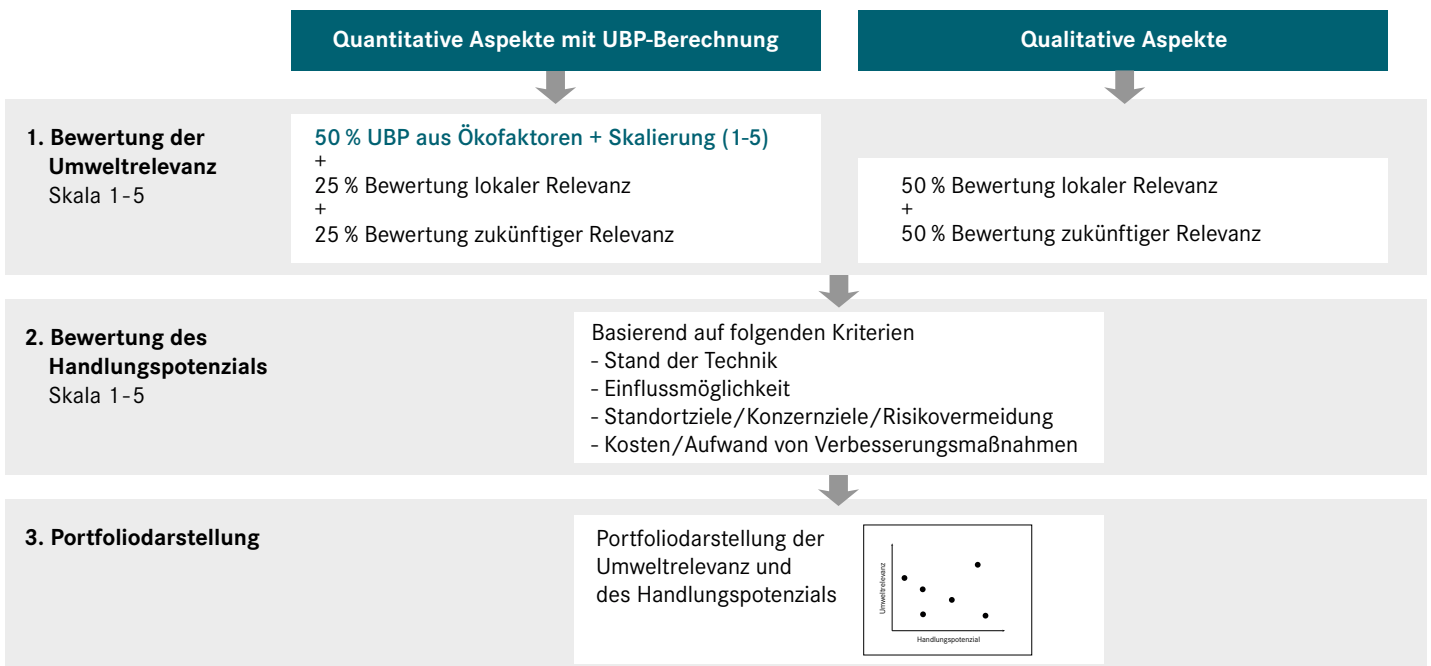 Quantitative Aspekte mit UBP-Berechnung
Qualitative Aspekte
1. Bewertung der
Umweltrelevanz
Skala 1-5
50 % UBP aus Ökofaktoren + Skalierung (1-5)
+
25 % Bewertung lokaler Relevanz
+
25 % Bewertung zukünftiger Relevanz
50 % Bewertung lokaler Relevanz
+
50 % Bewertung zukünftiger Relevanz
2. Bewertung des
Handlungspotenzials
Skala 1-5
Basierend auf folgenden Kriterien
- Stand der Technik
- Einflussmöglichkeit
- Standortziele/Konzernziele/Risikovermeidung
- Kosten/Aufwand von Verbesserungsmaßnahmen
3. Portfoliodarstellung
Portfoliodarstellung der
Umweltrelevanz und
des Handlungspotenzials
Umweltrelevanz
Handlungspotenzial